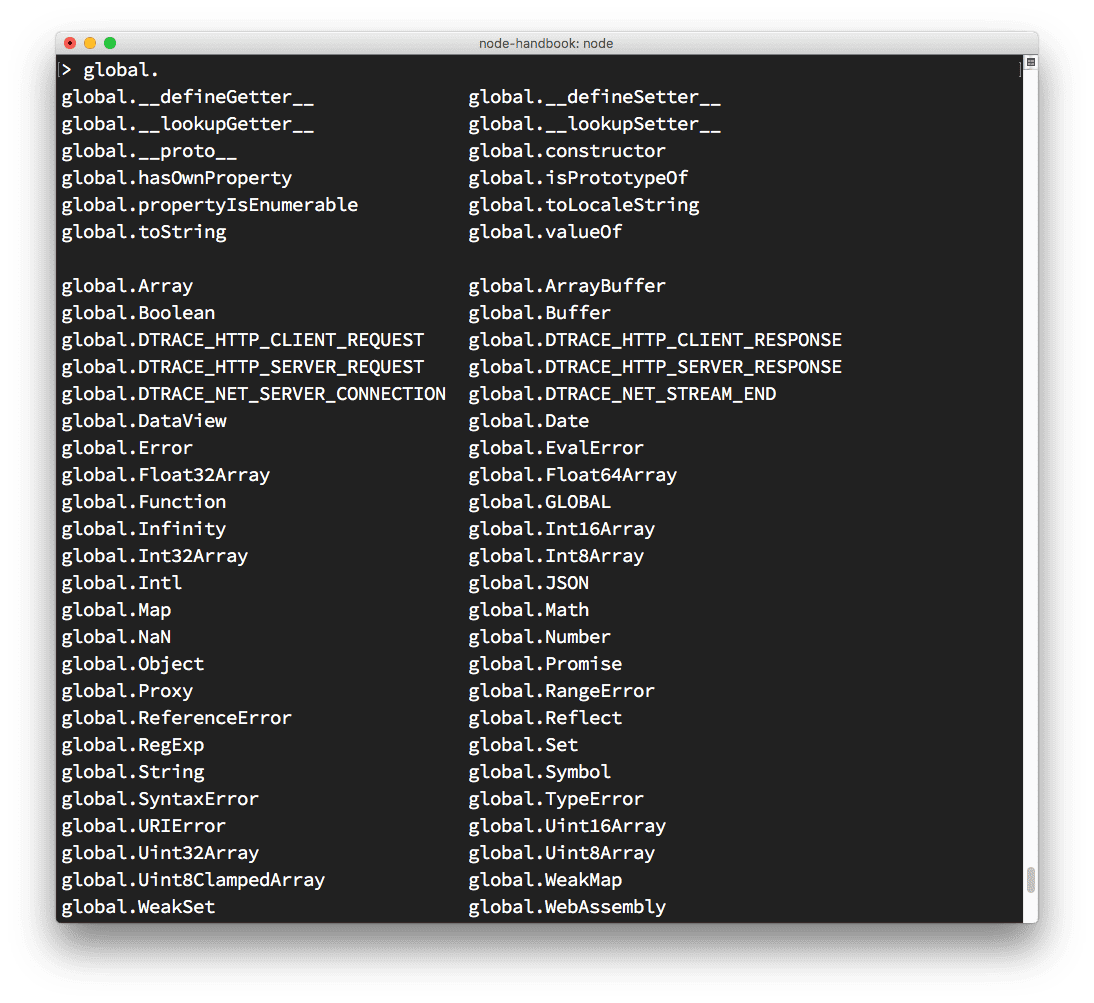 node-handbook: node
[> global. ]
global.__defineGetter__ global.__defineSetter__
global.__lookupGetter__ global.__lookupSetter__
global.__proto__ global.constructor
global.hasOwnProperty global.isPrototypeOf
global.propertyIsEnumerable global.toLocaleString
global.toString global.valueOf
global.Array global.ArrayBuffer
global.Boolean global.Buffer
global.DTRACE_HTTP_CLIENT_REQUEST global.DTRACE_HTTP_CLIENT_RESPONSE
global.DTRACE_HTTP_SERVER_REQUEST global.DTRACE_HTTP_SERVER_RESPONSE
global.DTRACE_NET_SERVER_CONNECTION global.DTRACE_NET_STREAM_END
global.DataView global.Date
global.Error global.EvalError
global.Float32Array global.Float64Array
global.Function global.GLOBAL
global.Infinity global.Int16Array
global.Int32Array global.Int8Array
global.Intl global.JSON
global.Map global.Math
global.NaN global.Number
global.Object global.Promise
global.Proxy global.RangeError
global.ReferenceError global.Reflect
global.RegExp global.Set
global.String global.Symbol
global.SyntaxError global.TypeError
global.URIError global.Uint16Array
global.Uint32Array global.Uint8Array
global.Uint8ClampedArray global.WeakMap
global.WeakSet global.WebAssembly